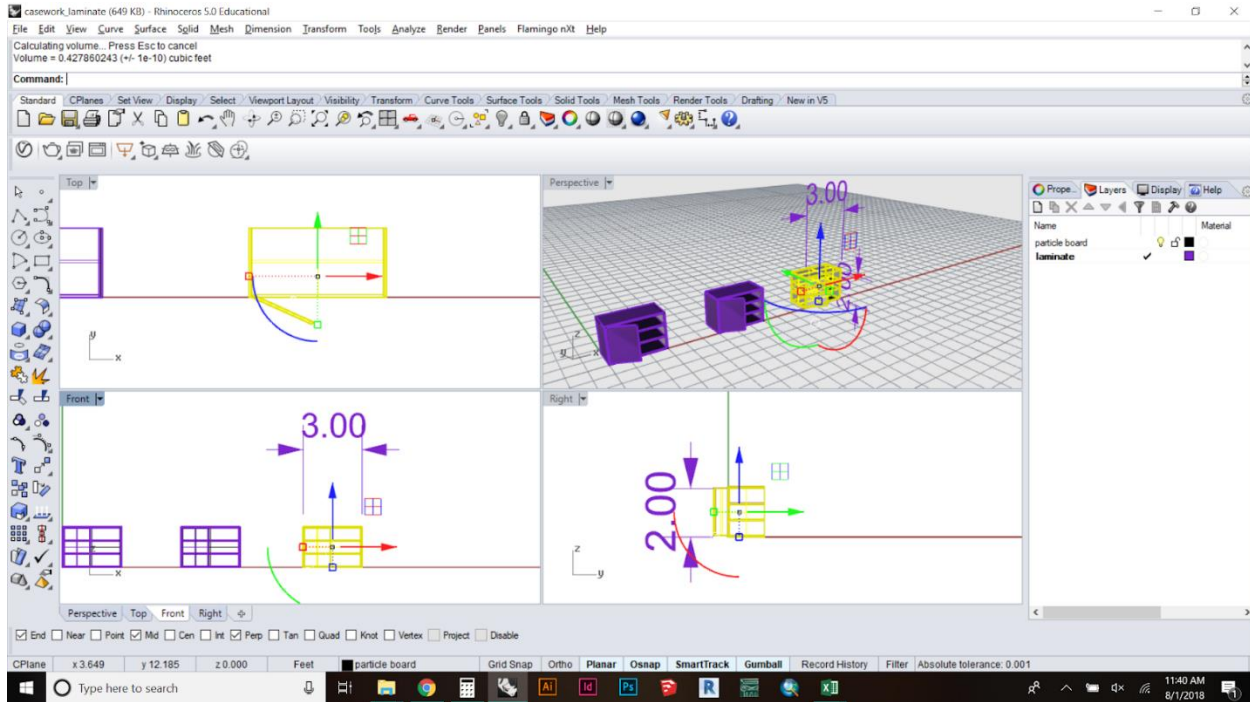 casework_laminate (649 KB) - Rhinoceros 5.0 Educational
File Edit View Curve Surface Solid Mesh Dimension Transform Tools Analyze Render Panels Flamingo nXt Help
Calculating volume... Press Esc to cancel
Volume = 0.427860243 (+/- 1e-10) cubic feet
Command:
Standard CPlanes Set View Display Select Viewport Layout Visibility Transform Curve Tools Surface Tools Solid Tools Mesh Tools Render Tools Drafting New in V5
Top
y
x
Perspective
3.00
2.00
z
y
x
Prope... Layers Display Help
Name Material
particle board
laminate
Front
3.00
z
x
Right
2.00
z
y
Perspective Top Front Right
End Near Point Mid Cen Int Perp Tan Quad Knot Vertex Project Disable
CPlane x 3.649 y 12.185 z 0.000 Feet particle board Grid Snap Ortho Planar Osnap SmartTrack Gumball Record History Filter Absolute tolerance: 0.001
Type here to search
Ai
Id
Ps
R
11:40 AM
8/1/2018
1